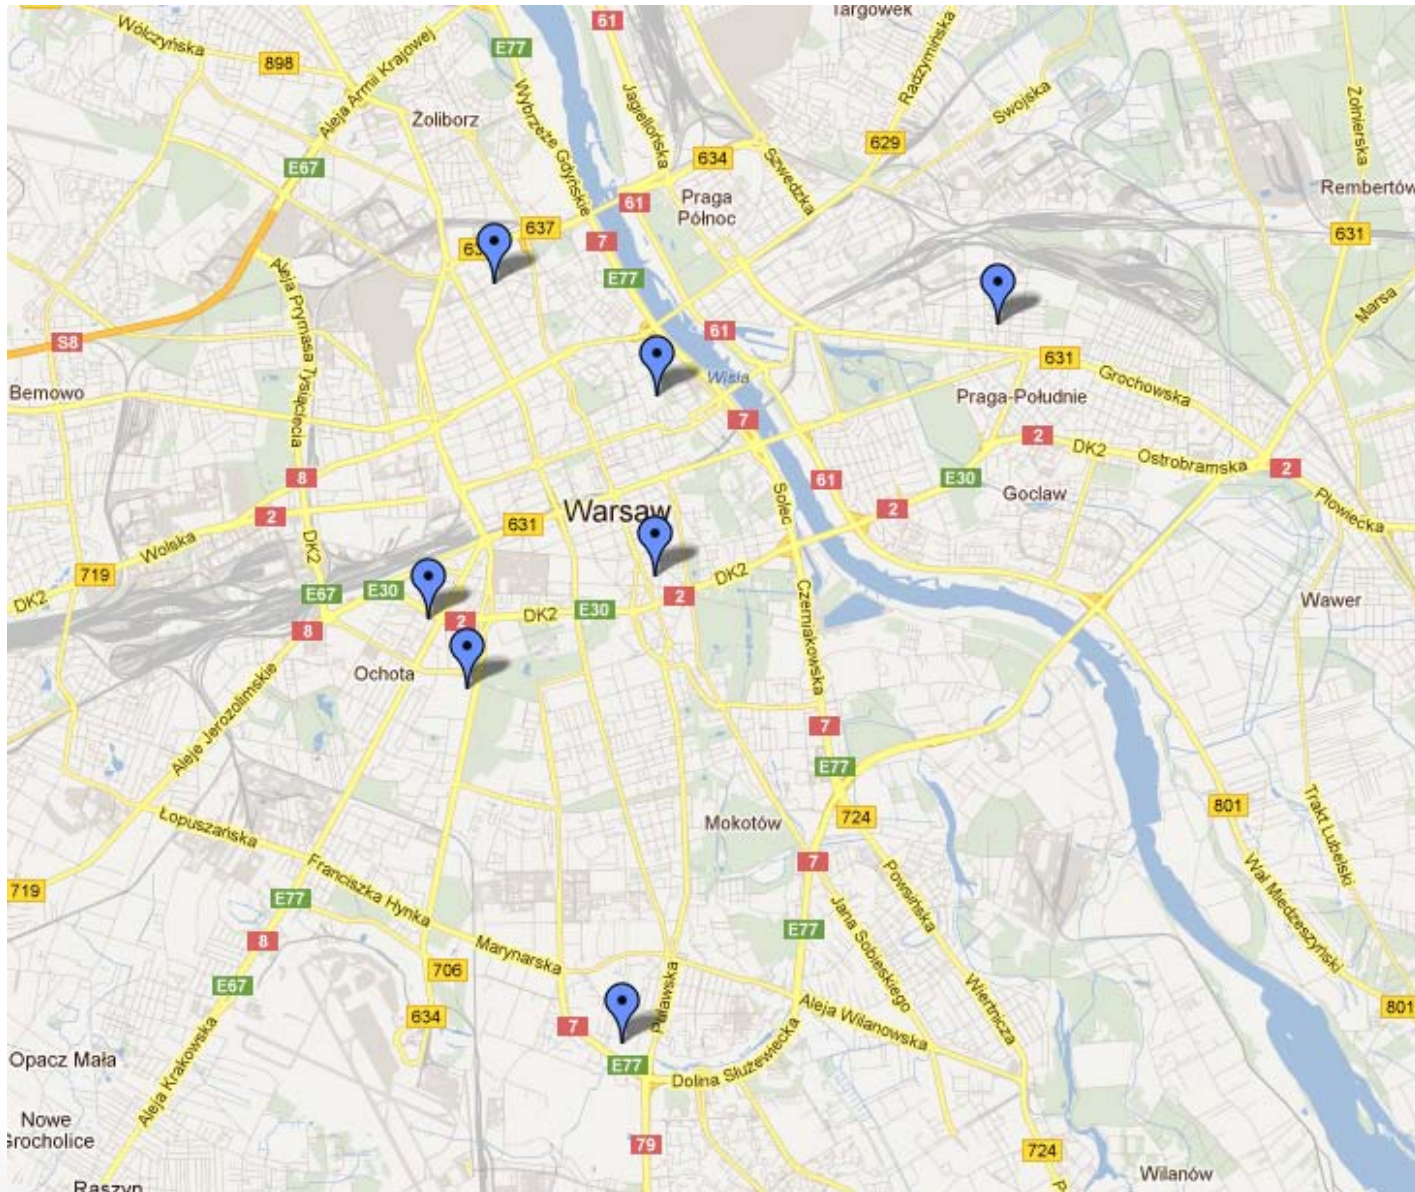 Targówek
61
E77
Wólczyńska
898
Aleja Armii Krajowej
Radzymińska
Żoliborz
Wybrzeże Gdyńskie
Jagiellońska
Swojska
Żołnierska
E67
634
Szwedzka
629
Rembertów
61
Praga
Północ
637
7
631
E77
Aleja Prymasa Tysiąclecia
S8
61
Marsa
631
Bemowo
Wisła
Grochowska
Praga-Południe
7
2
DK2
Ostrobramska
2
8
61
E30
Goclaw
Solec
Płowiecka
2
Warsaw
631
2
Wolska
DK2
719
DK2
E67
E30
2
DK2
2
DK2
E30
Czerniakowska
Wawer
8
Ochota
Aleje Jerozolimskie
7
E77
Łopuszańska
Mokotów
724
801
Trakt Lubelski
7
Franciszka Hynka
Powsińska
719
E77
Wał Miedzeszyński
Jana Sobieskiego
8
E77
Marynarska
706
E67
Puławska
Wiertnicza
Aleja Wilanowska
801
634
7
Aleja Krakowska
Opacz Mała
E77
Dolina Służewiecka
Nowe
Grocholice
79
724
Wilanów
Raszyn